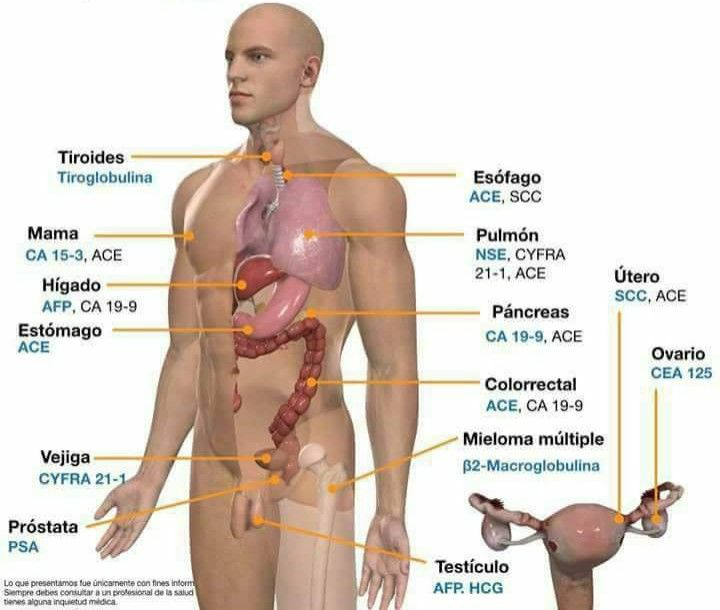 Tiroides
Tiroglobulina
Mama
CA 15-3, ACE
Hígado
AFP, CA 19-9
Estómago
ACE
Vejiga
CYFRA 21-1
Próstata
PSA
Esófago
ACE, SCC
Pulmón
NSE, CYFRA
21-1, ACE
Páncreas
CA 19-9, ACE
Colorrectal
ACE, CA 19-9
Mieloma múltiple
β2-Macroglobulina
Testículo
AFP. HCG
Útero
SCC, ACE
Ovario
CEA 125
Lo que presentamos fue únicamente con fines inform
Siempre debes consultar a un profesional de la salud
tienes alguna inquietud médica.